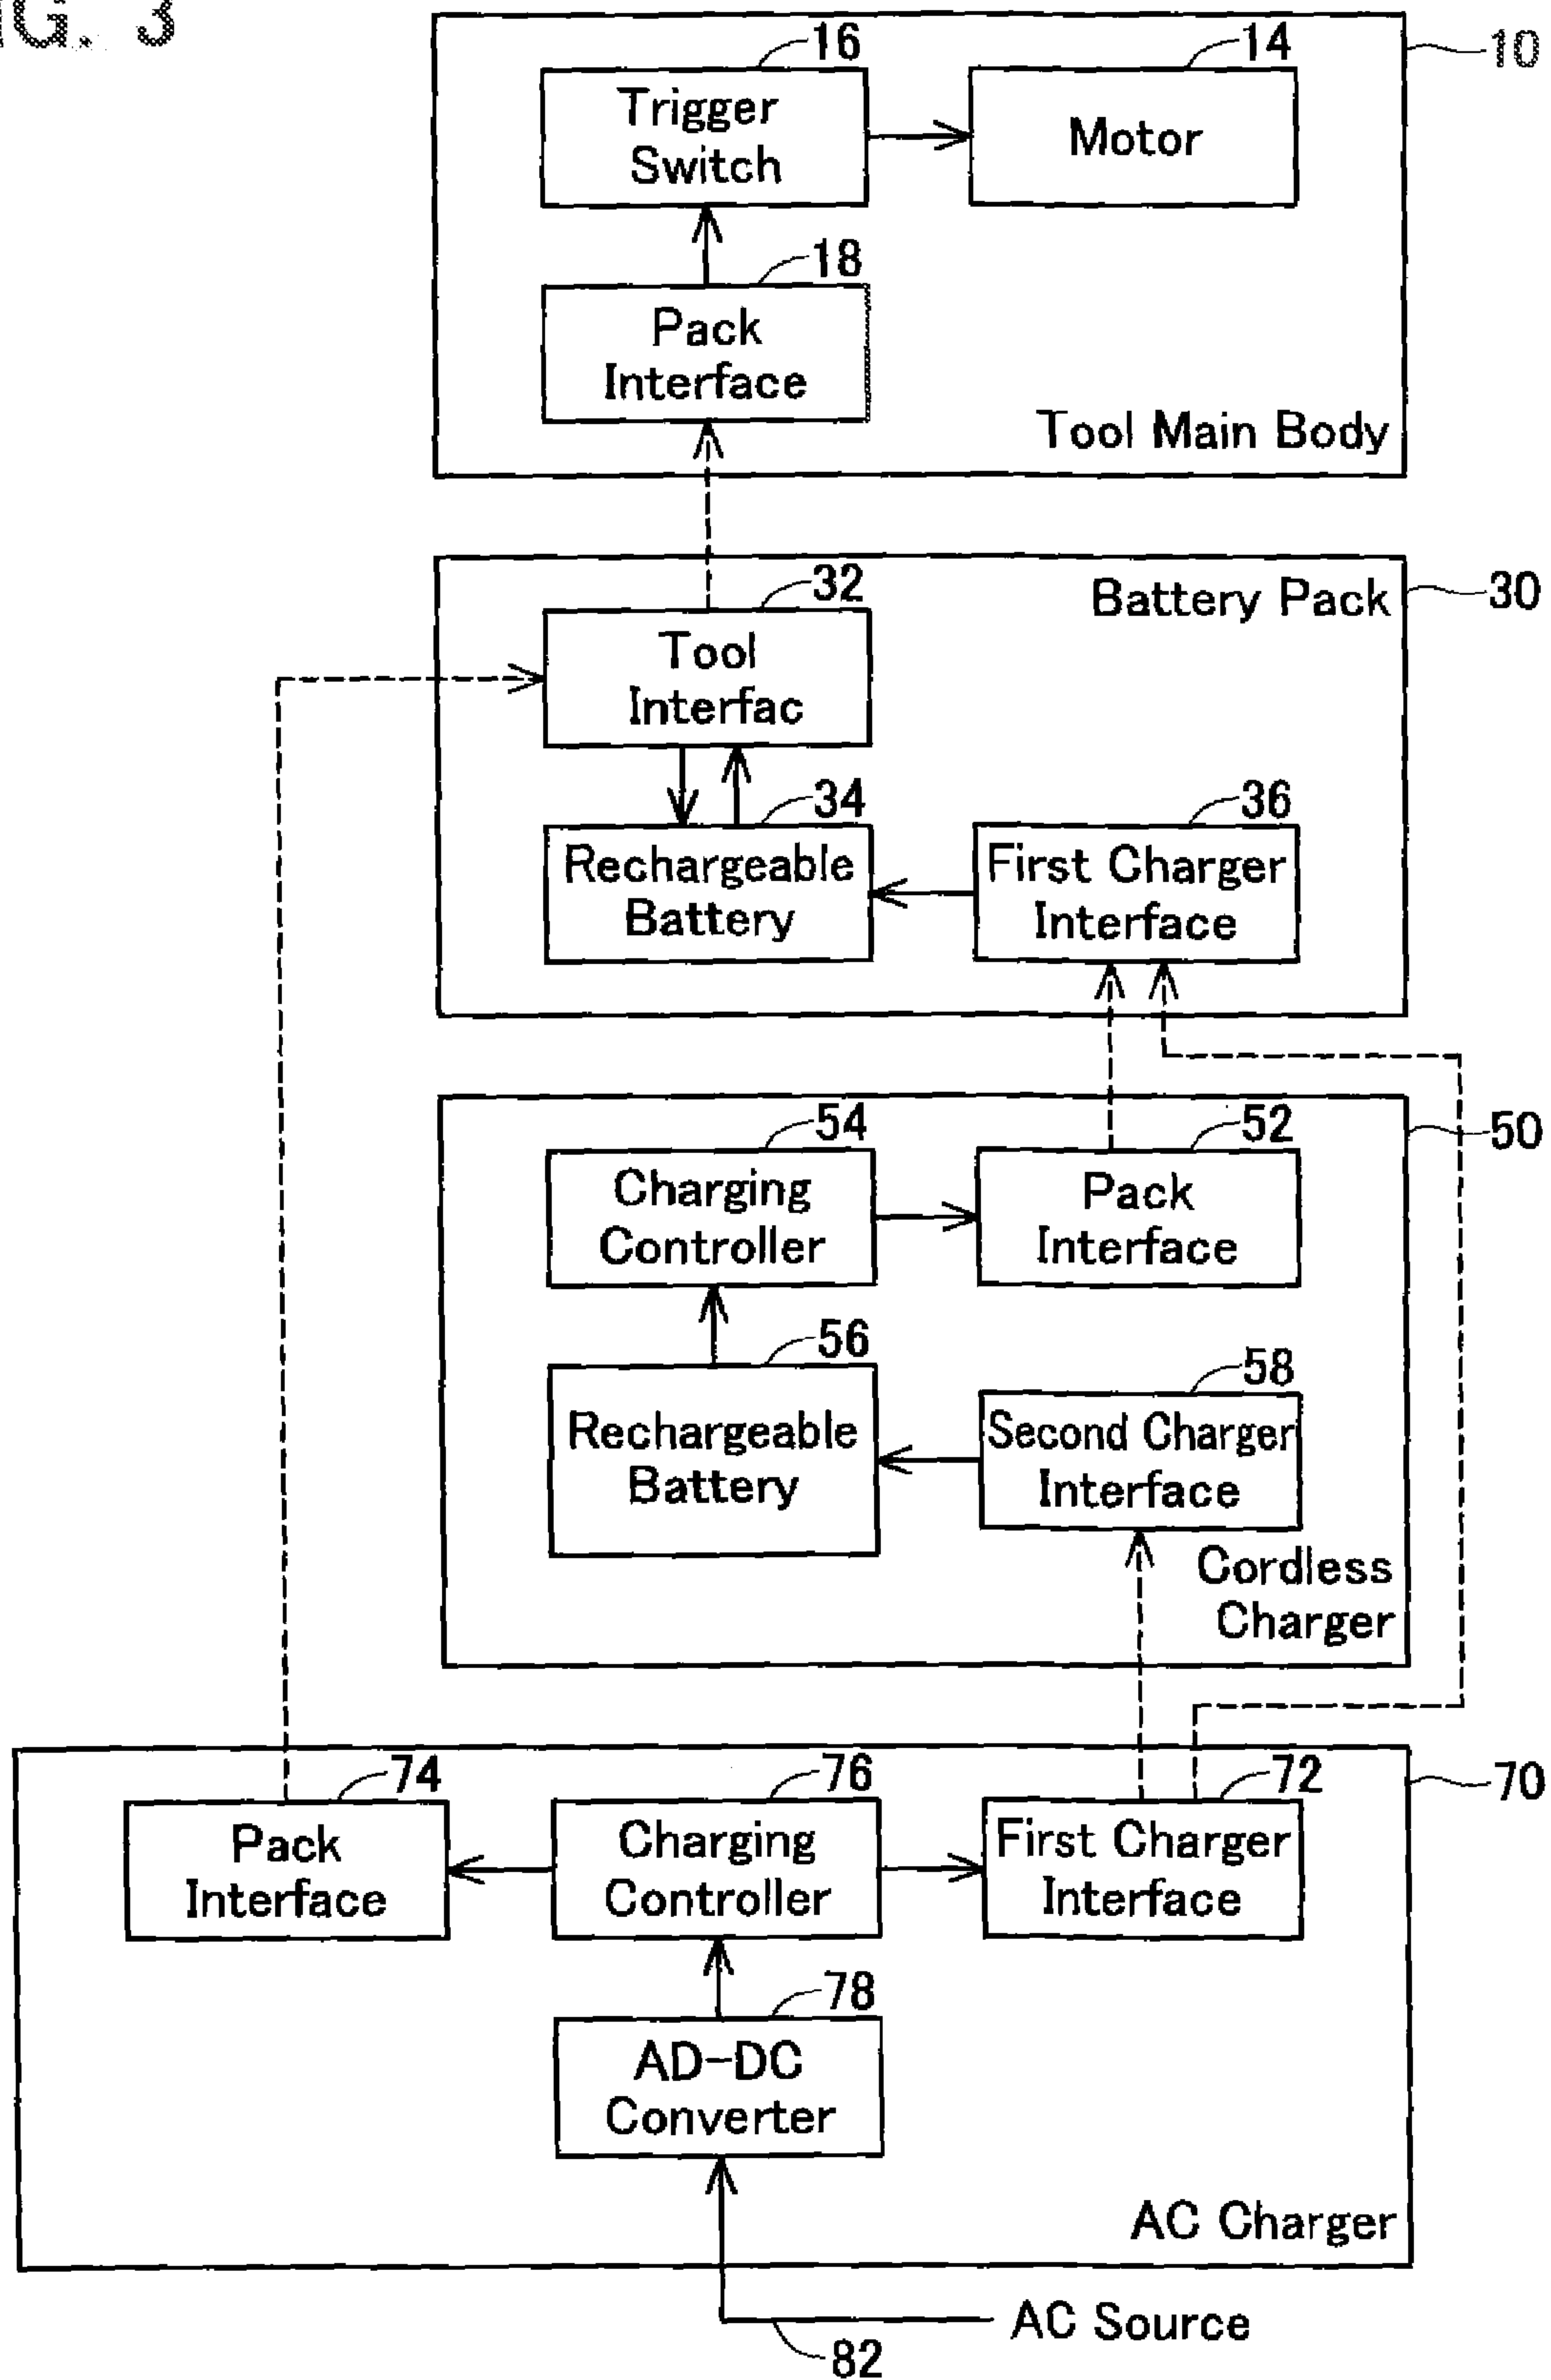 IG. 3
16
14
10
Trigger
Switch
Motor
18
Pack
Interface
Tool Main Body
32
Battery Pack
30
Tool
Interfac
34
36
Rechargeable
Battery
First Charger
Interface
54
52
50
Charging
Controller
Pack
Interface
56
58
Rechargeable
Battery
Second Charger
Interface
Cordless
Charger
74
76
72
70
Pack
Interface
Charging
Controller
First Charger
Interface
78
AD-DC
Converter
AC Charger
AC Source
82